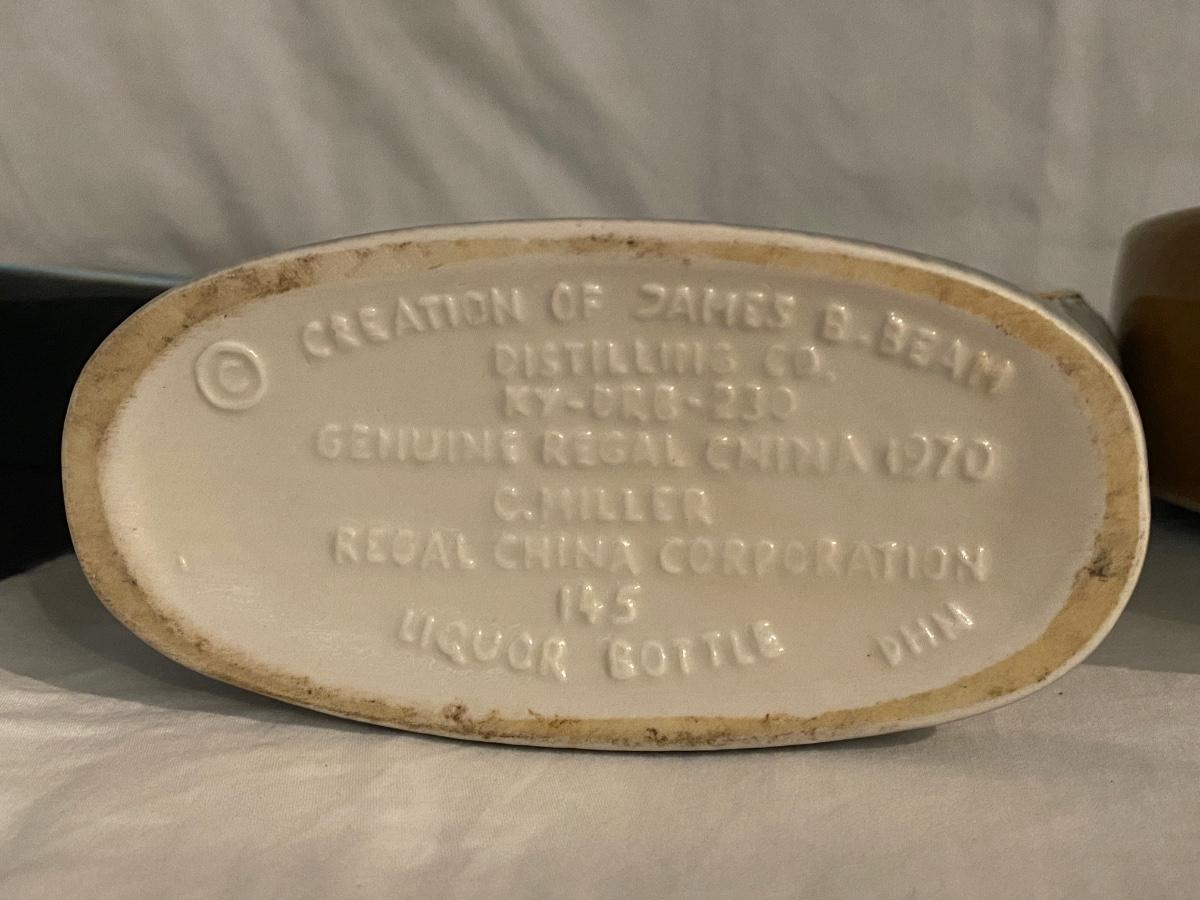 © CREATION OF JAMES B. BEAM
DISTILLING CO.
KY-DRB-230
GENUINE REGAL CHINA 1970
C. MILLER
REGAL CHINA CORPORATION
145
LIQUOR BOTTLE
PHM